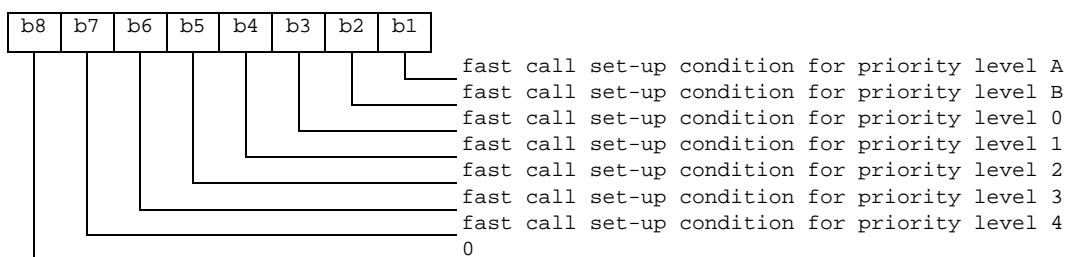 b8 b7 b6 b5 b4 b3 b2 b1
fast call set-up condition for priority level A
fast call set-up condition for priority level B
fast call set-up condition for priority level 0
fast call set-up condition for priority level 1
fast call set-up condition for priority level 2
fast call set-up condition for priority level 3
fast call set-up condition for priority level 4
0